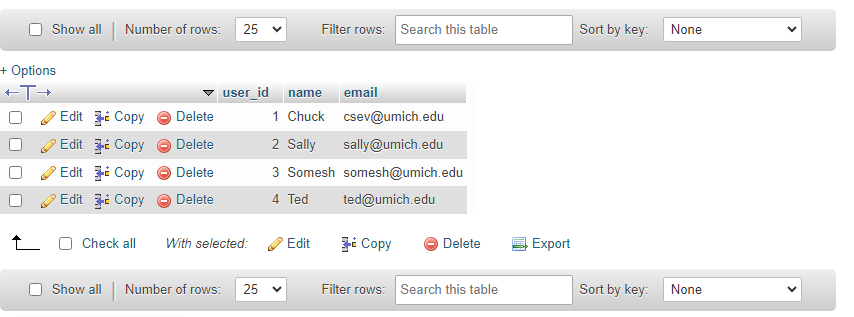 Show all | Number of rows: 25 Filter rows: Search this table Sort by key: None
+ Options
←T→ user_id name email
Edit Copy Delete 1 Chuck csev@umich.edu
Edit Copy Delete 2 Sally sally@umich.edu
Edit Copy Delete 3 Somesh somesh@umich.edu
Edit Copy Delete 4 Ted ted@umich.edu
Check all With selected: Edit Copy Delete Export
Show all | Number of rows: 25 Filter rows: Search this table Sort by key: None